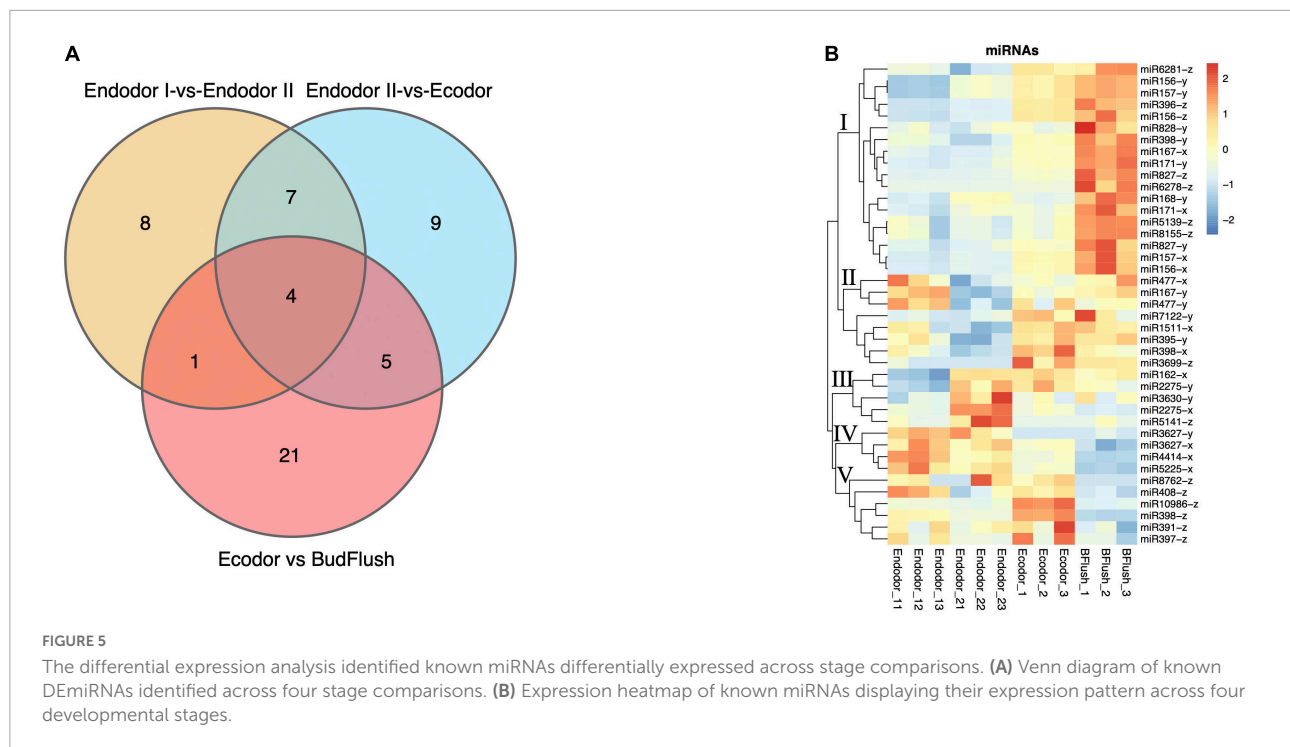 A
Endodor I-vs-Endodor II
Endodor II-vs-Ecodor
8
7
9
4
1
5
21
Ecodor vs BudFlush
B
miRNAs
I
II
III
IV
V
miR6281-z
miR156-y
miR157-y
miR396-z
miR156-z
miR828-y
miR398-y
miR167-x
miR171-y
miR827-z
miR6278-z
miR168-y
miR171-x
miR5139-z
miR8155-z
miR827-y
miR157-x
miR156-x
miR477-x
miR167-y
miR477-y
miR7122-y
miR1511-x
miR395-y
miR398-x
miR3699-z
miR162-x
miR2275-y
miR3630-y
miR2275-x
miR5141-z
miR3627-y
miR3627-x
miR4414-x
miR5225-x
miR8762-z
miR408-z
miR10986-z
miR398-z
miR391-z
miR397-z
2
1
0
−1
−2
Endodor_11
Endodor_12
Endodor_13
Endodor_21
Endodor_22
Endodor_23
Ecodor_1
Ecodor_2
Ecodor_3
BFlush_1
BFlush_2
BFlush_3
FIGURE 5
The differential expression analysis identified known miRNAs differentially expressed across stage comparisons. (A) Venn diagram of known
DEmiRNAs identified across four stage comparisons. (B) Expression heatmap of known miRNAs displaying their expression pattern across four
developmental stages.